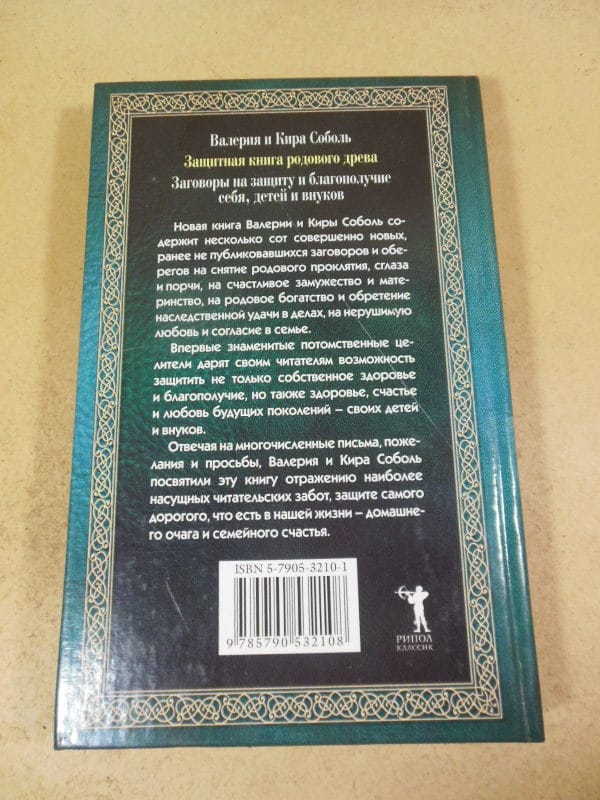 Валерия и Кира Соболь
Защитная книга родового древа
Заговоры на защиту и благополучие
себя, детей и внуков
Новая книга Валерии и Киры Соболь со-
держит несколько сот совершенно новых,
ранее не публиковавшихся заговоров и обе-
регов на снятие родового проклятия, сглаза
и порчи, на счастливое замужество и мате-
ринство, на родовое богатство и обретение
наследственной удачи в делах, на нерушимую
любовь и согласие в семье.
Впервые знаменитые потомственные це-
лители дарят своим читателям возможность
защитить не только собственное здоровье
и благополучие, но также здоровье, счастье
и любовь будущих поколений – своих детей
и внуков.
Отвечая на многочисленные письма, поже-
лания и просьбы, Валерия и Кира Соболь
посвятили эту книгу отражению наиболее
насущных читательских забот, защите самого
дорогого, что есть в нашей жизни – домашне-
го очага и семейного счастья.
ISBN 5-7905-3210-1
9 785790 532108
РИПОЛ
КЛАССИК